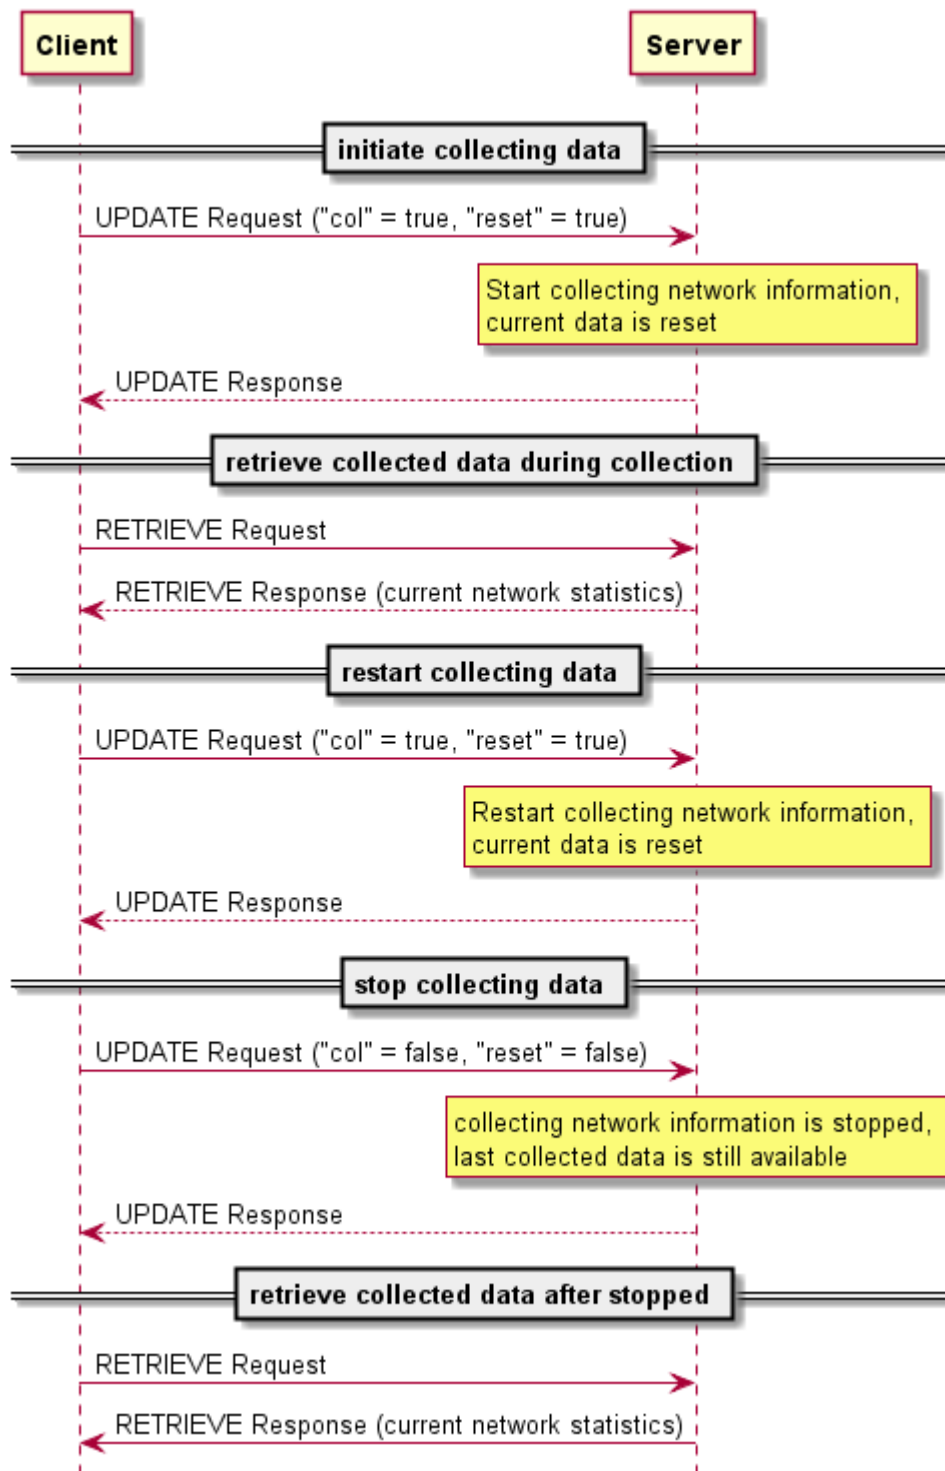 Client
Server
initiate collecting data
UPDATE Request ("col" = true, "reset" = true)
Start collecting network information,
current data is reset
UPDATE Response
retrieve collected data during collection
RETRIEVE Request
RETRIEVE Response (current network statistics)
restart collecting data
UPDATE Request ("col" = true, "reset" = true)
Restart collecting network information,
current data is reset
UPDATE Response
stop collecting data
UPDATE Request ("col" = false, "reset" = false)
collecting network information is stopped,
last collected data is still available
UPDATE Response
retrieve collected data after stopped
RETRIEVE Request
RETRIEVE Response (current network statistics)